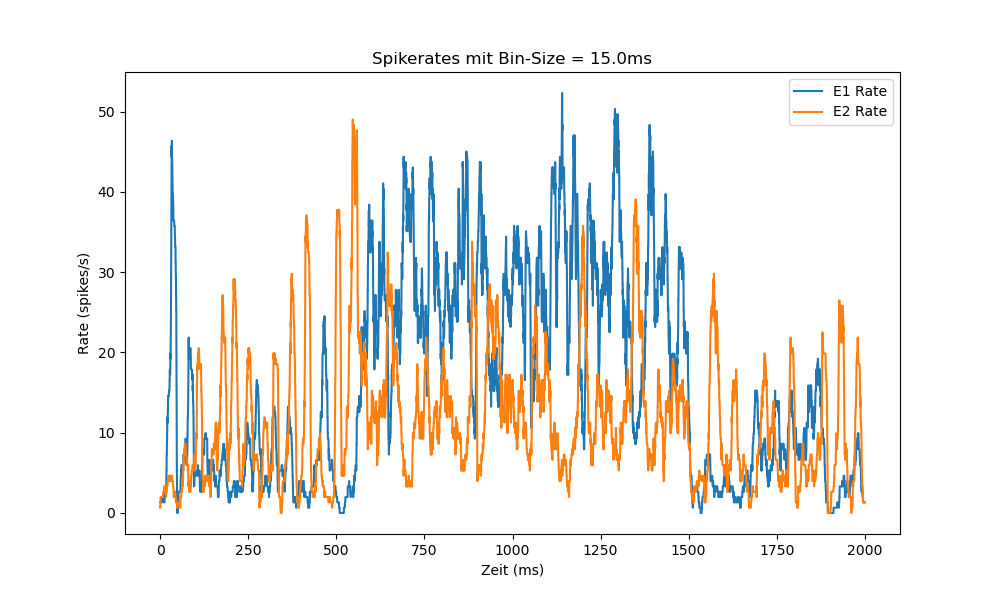 Spikerates mit Bin-Size = 15.0ms
E1 Rate
E2 Rate
50
40
30
20
10
0
Rate (spikes/s)
0 250 500 750 1000 1250 1500 1750 2000
Zeit (ms)